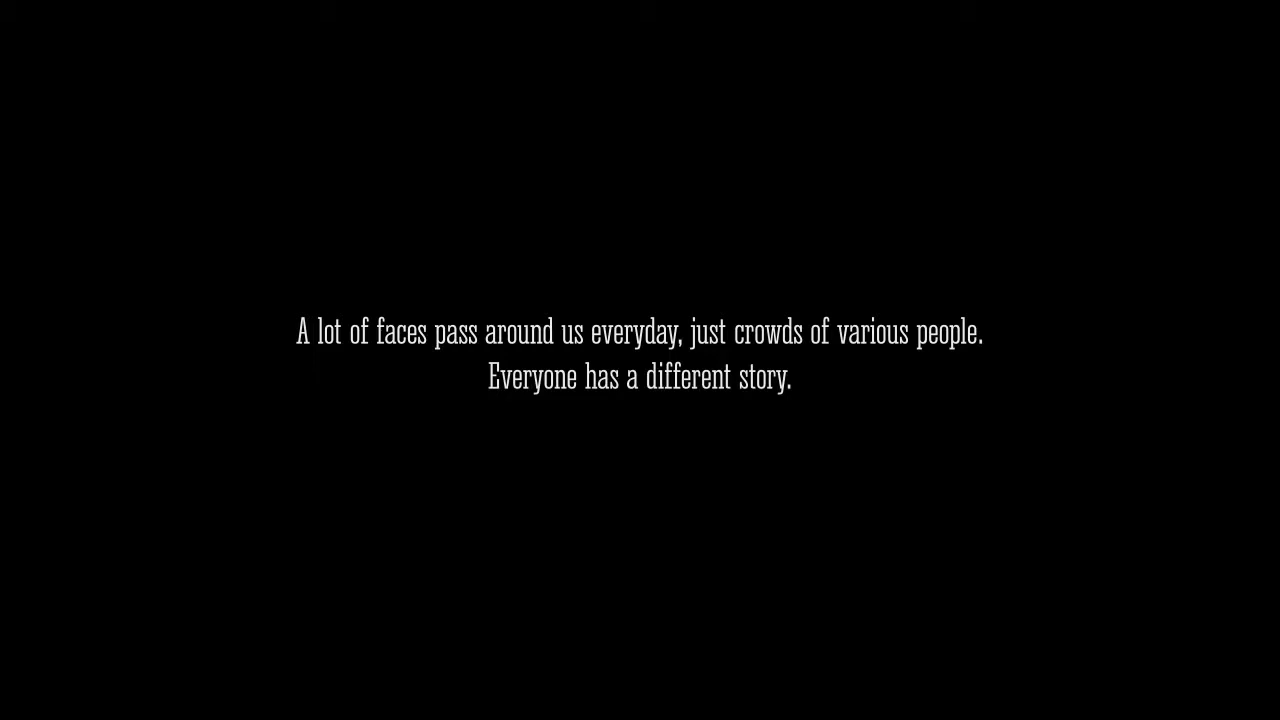 A lot of faces pass around us everyday, just crowds of various people.
Everyone has a different story.